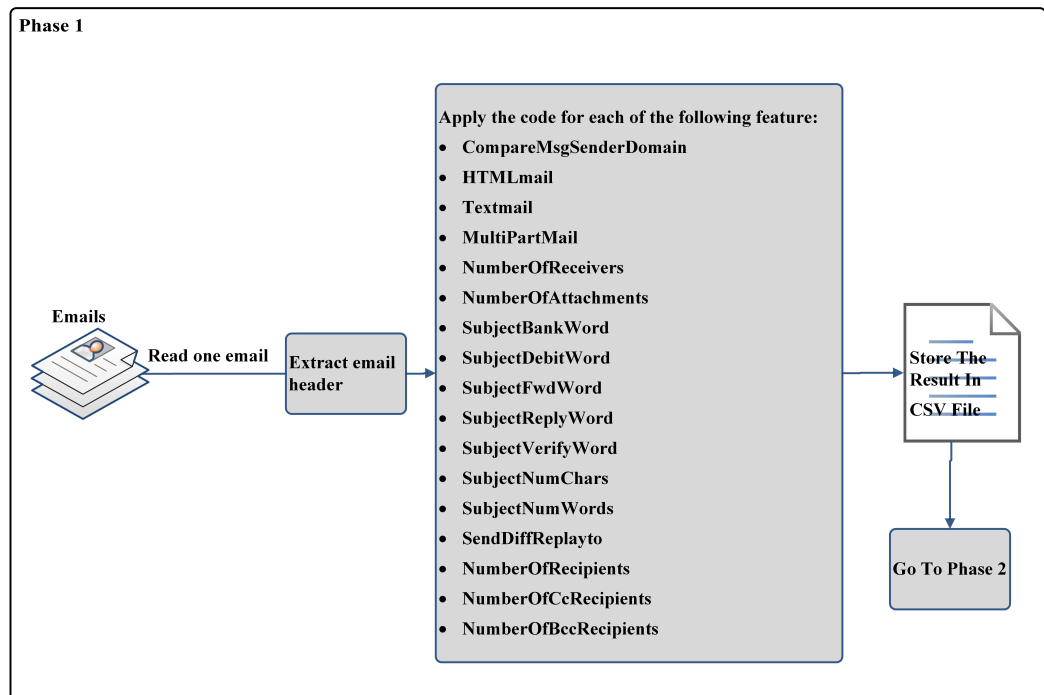 Phase 1
Emails
Read one email
Extract email
header
Apply the code for each of the following feature:
• CompareMsgSenderDomain
• HTMLmail
• Textmail
• MultiPartMail
• NumberOfReceivers
• NumberOfAttachments
• SubjectBankWord
• SubjectDebitWord
• SubjectFwdWord
• SubjectReplyWord
• SubjectVerifyWord
• SubjectNumChars
• SubjectNumWords
• SendDiffReplayto
• NumberOfRecipients
• NumberOfCcRecipients
• NumberOfBccRecipients
Store The
Result In
CSV File
Go To Phase 2